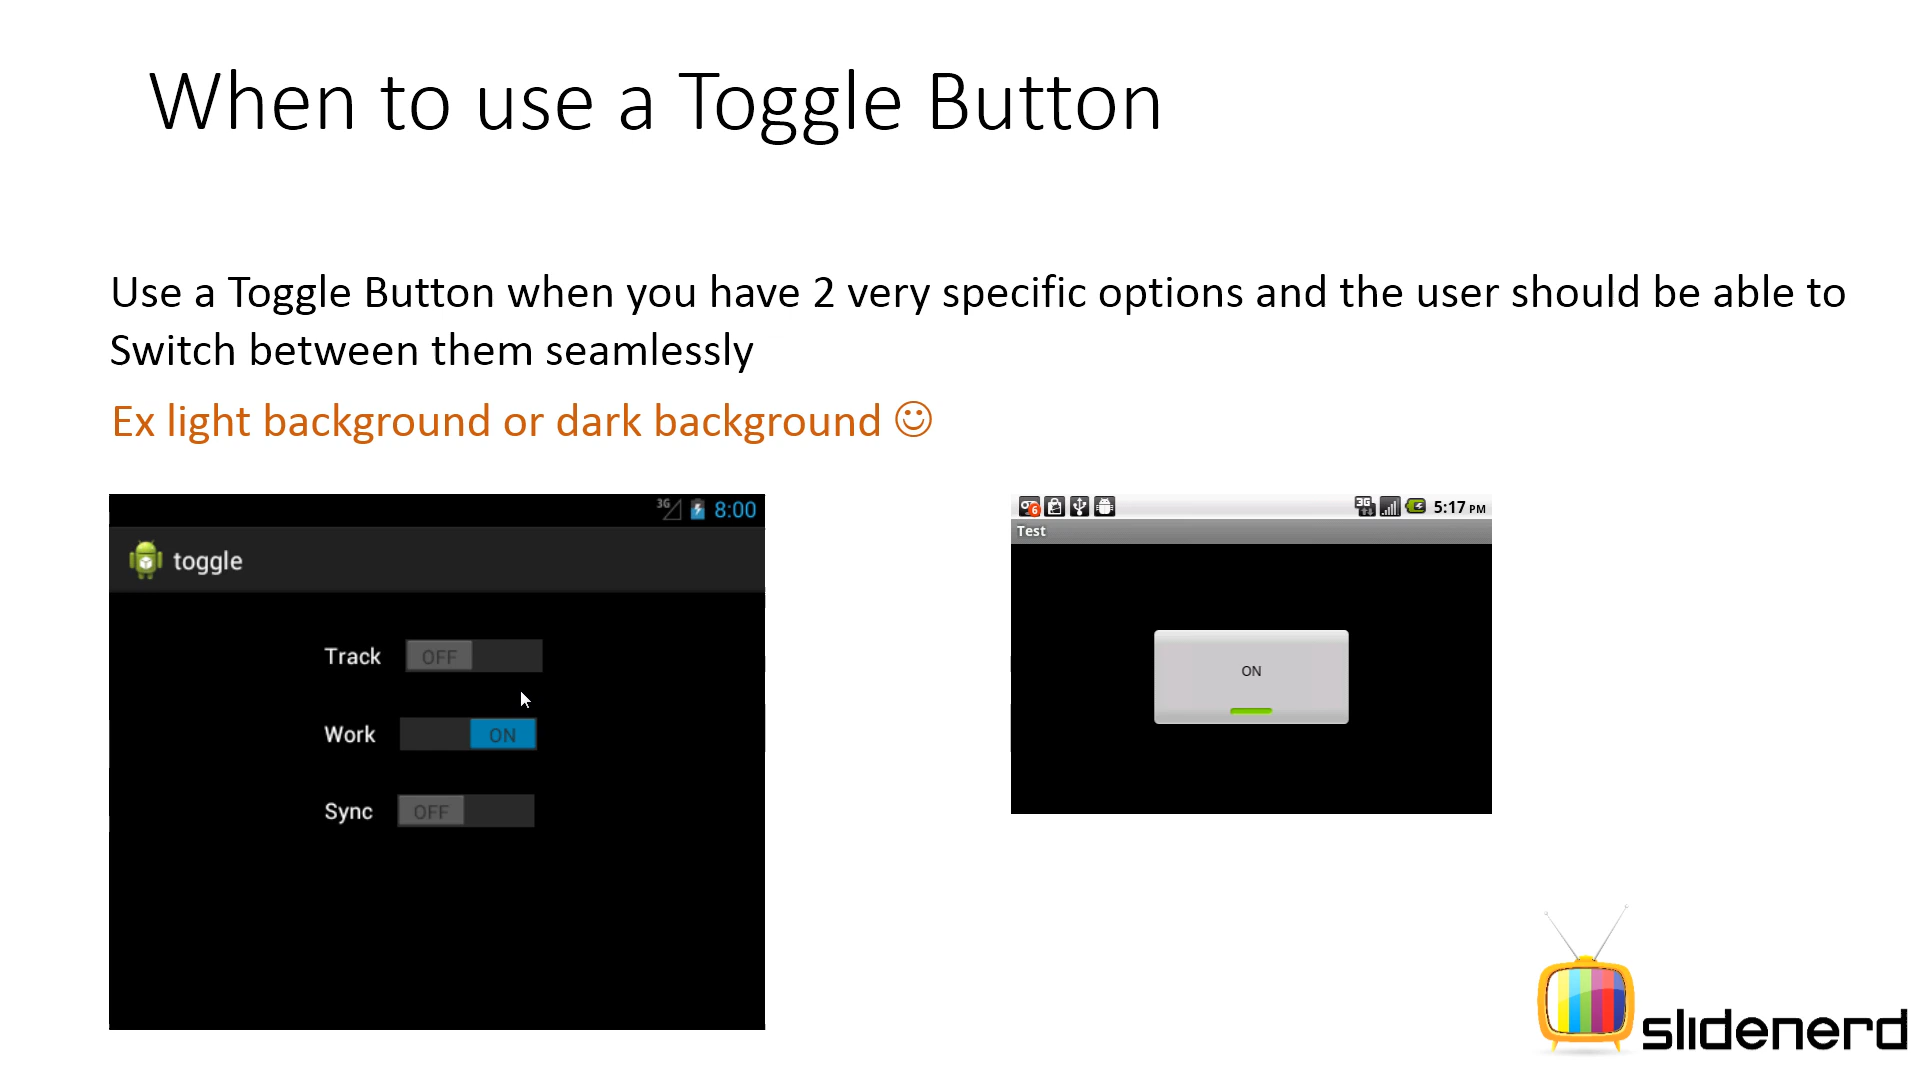 When to use a Toggle Button
Use a Toggle Button when you have 2 very specific options and the user should be able to
Switch between them seamlessly
Ex light background or dark background ☺
3G 8:00
toggle
Track OFF
Work ON
Sync OFF
6 3G 5:17 PM
Test
ON
slidenerd